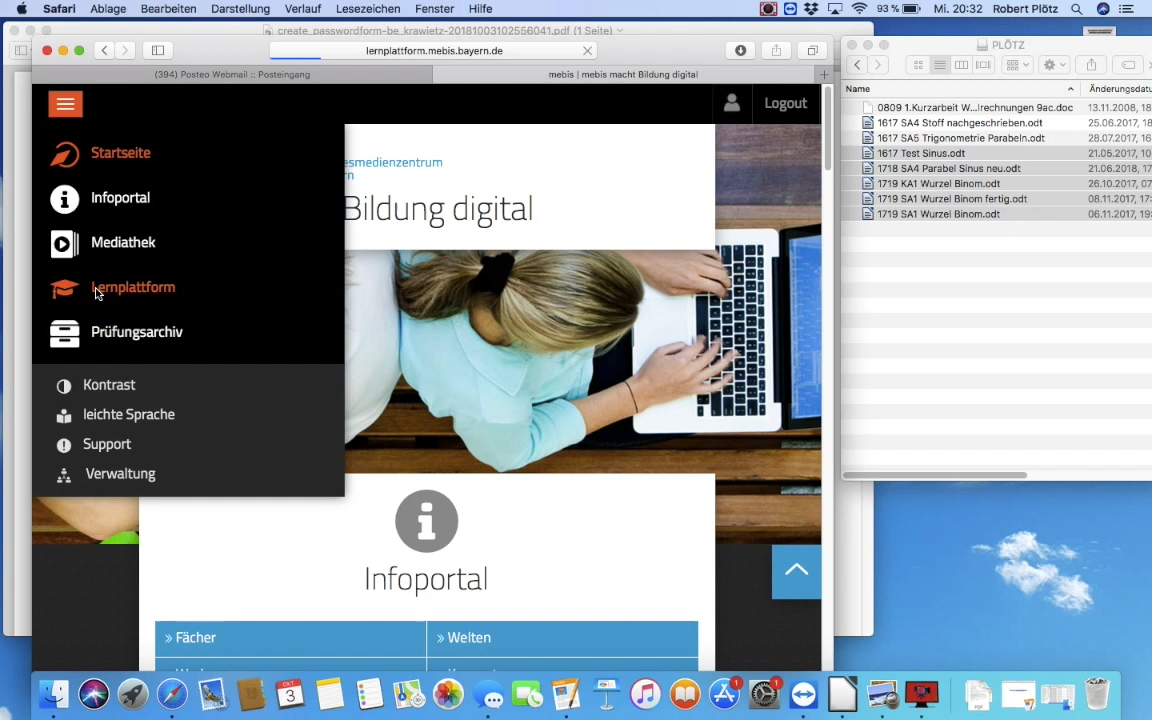 Safari Ablage Bearbeiten Darstellung Verlauf Lesezeichen Fenster Hilfe 93 % Mi. 20:32 Robert Plötz
create_passwordform-be_krawietz-20181003102556041.pdf (1 Seite)
lernplattform.mebis.bayern.de
(394) Posteo Webmail :: Posteingang
mebis | mebis macht Bildung digital
Logout
Startseite
Infoportal
Mediathek
Lernplattform
Prüfungsarchiv
Kontrast
leichte Sprache
Support
Verwaltung
esmedienzentrum
rn
Bildung digital
Infoportal
» Fächer
» Welten
PLÖTZ
Name Änderungsdatu
0809 1.Kurzarbeit W...lrechnungen 9ac.doc 13.11.2008, 18
1617 SA4 Stoff nachgeschrieben.odt 25.06.2017, 18
1617 SA5 Trigonometrie Parabeln.odt 28.07.2017, 16
1617 Test Sinus.odt 21.05.2017, 10
1718 SA4 Parabel Sinus neu.odt 21.06.2018, 17
1719 KA1 Wurzel Binom.odt 26.10.2017, 07
1719 SA1 Wurzel Binom fertig.odt 08.11.2017, 17
1719 SA1 Wurzel Binom.odt 06.11.2017, 19
OKT
3
1
1